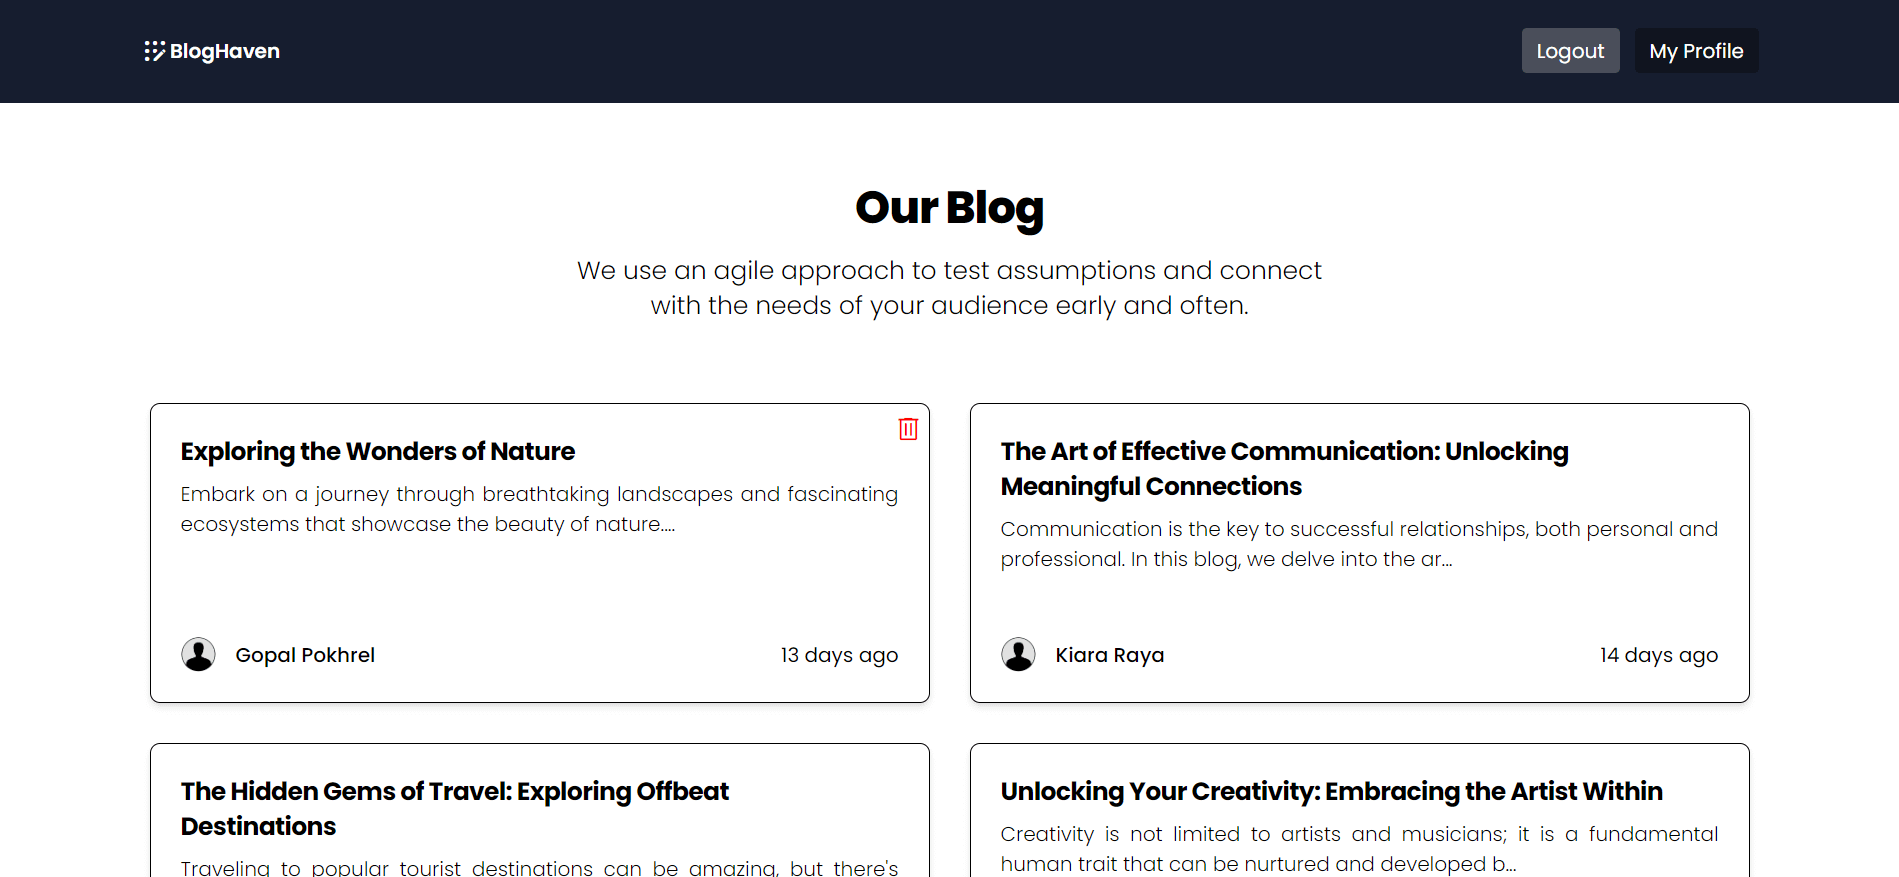 BlogHaven
Logout
My Profile
Our Blog
We use an agile approach to test assumptions and connect
with the needs of your audience early and often.
Exploring the Wonders of Nature
Embark on a journey through breathtaking landscapes and fascinating
ecosystems that showcase the beauty of nature....
Gopal Pokhrel
13 days ago
The Art of Effective Communication: Unlocking
Meaningful Connections
Communication is the key to successful relationships, both personal and
professional. In this blog, we delve into the ar...
Kiara Raya
14 days ago
The Hidden Gems of Travel: Exploring Offbeat
Destinations
Traveling to popular tourist destinations can be amazing, but there's
Unlocking Your Creativity: Embracing the Artist Within
Creativity is not limited to artists and musicians; it is a fundamental
human trait that can be nurtured and developed b...